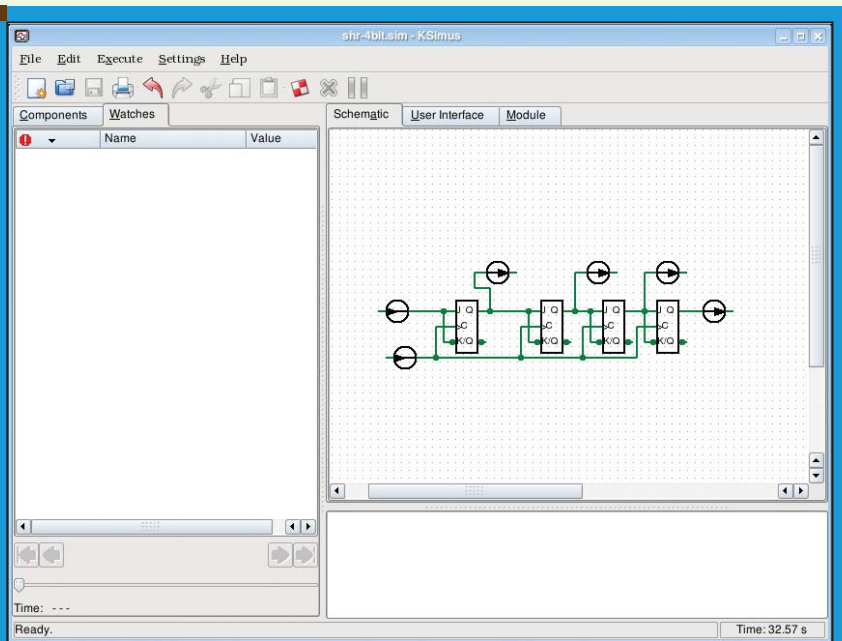 shr-4bit.sim - KSimus
File Edit Execute Settings Help
Components Watches
Schematic User Interface Module
Name Value
J Q J Q J Q J Q
C C C C
K/Q K/Q K/Q K/Q
Time: ---
Ready. Time: 32.57 s